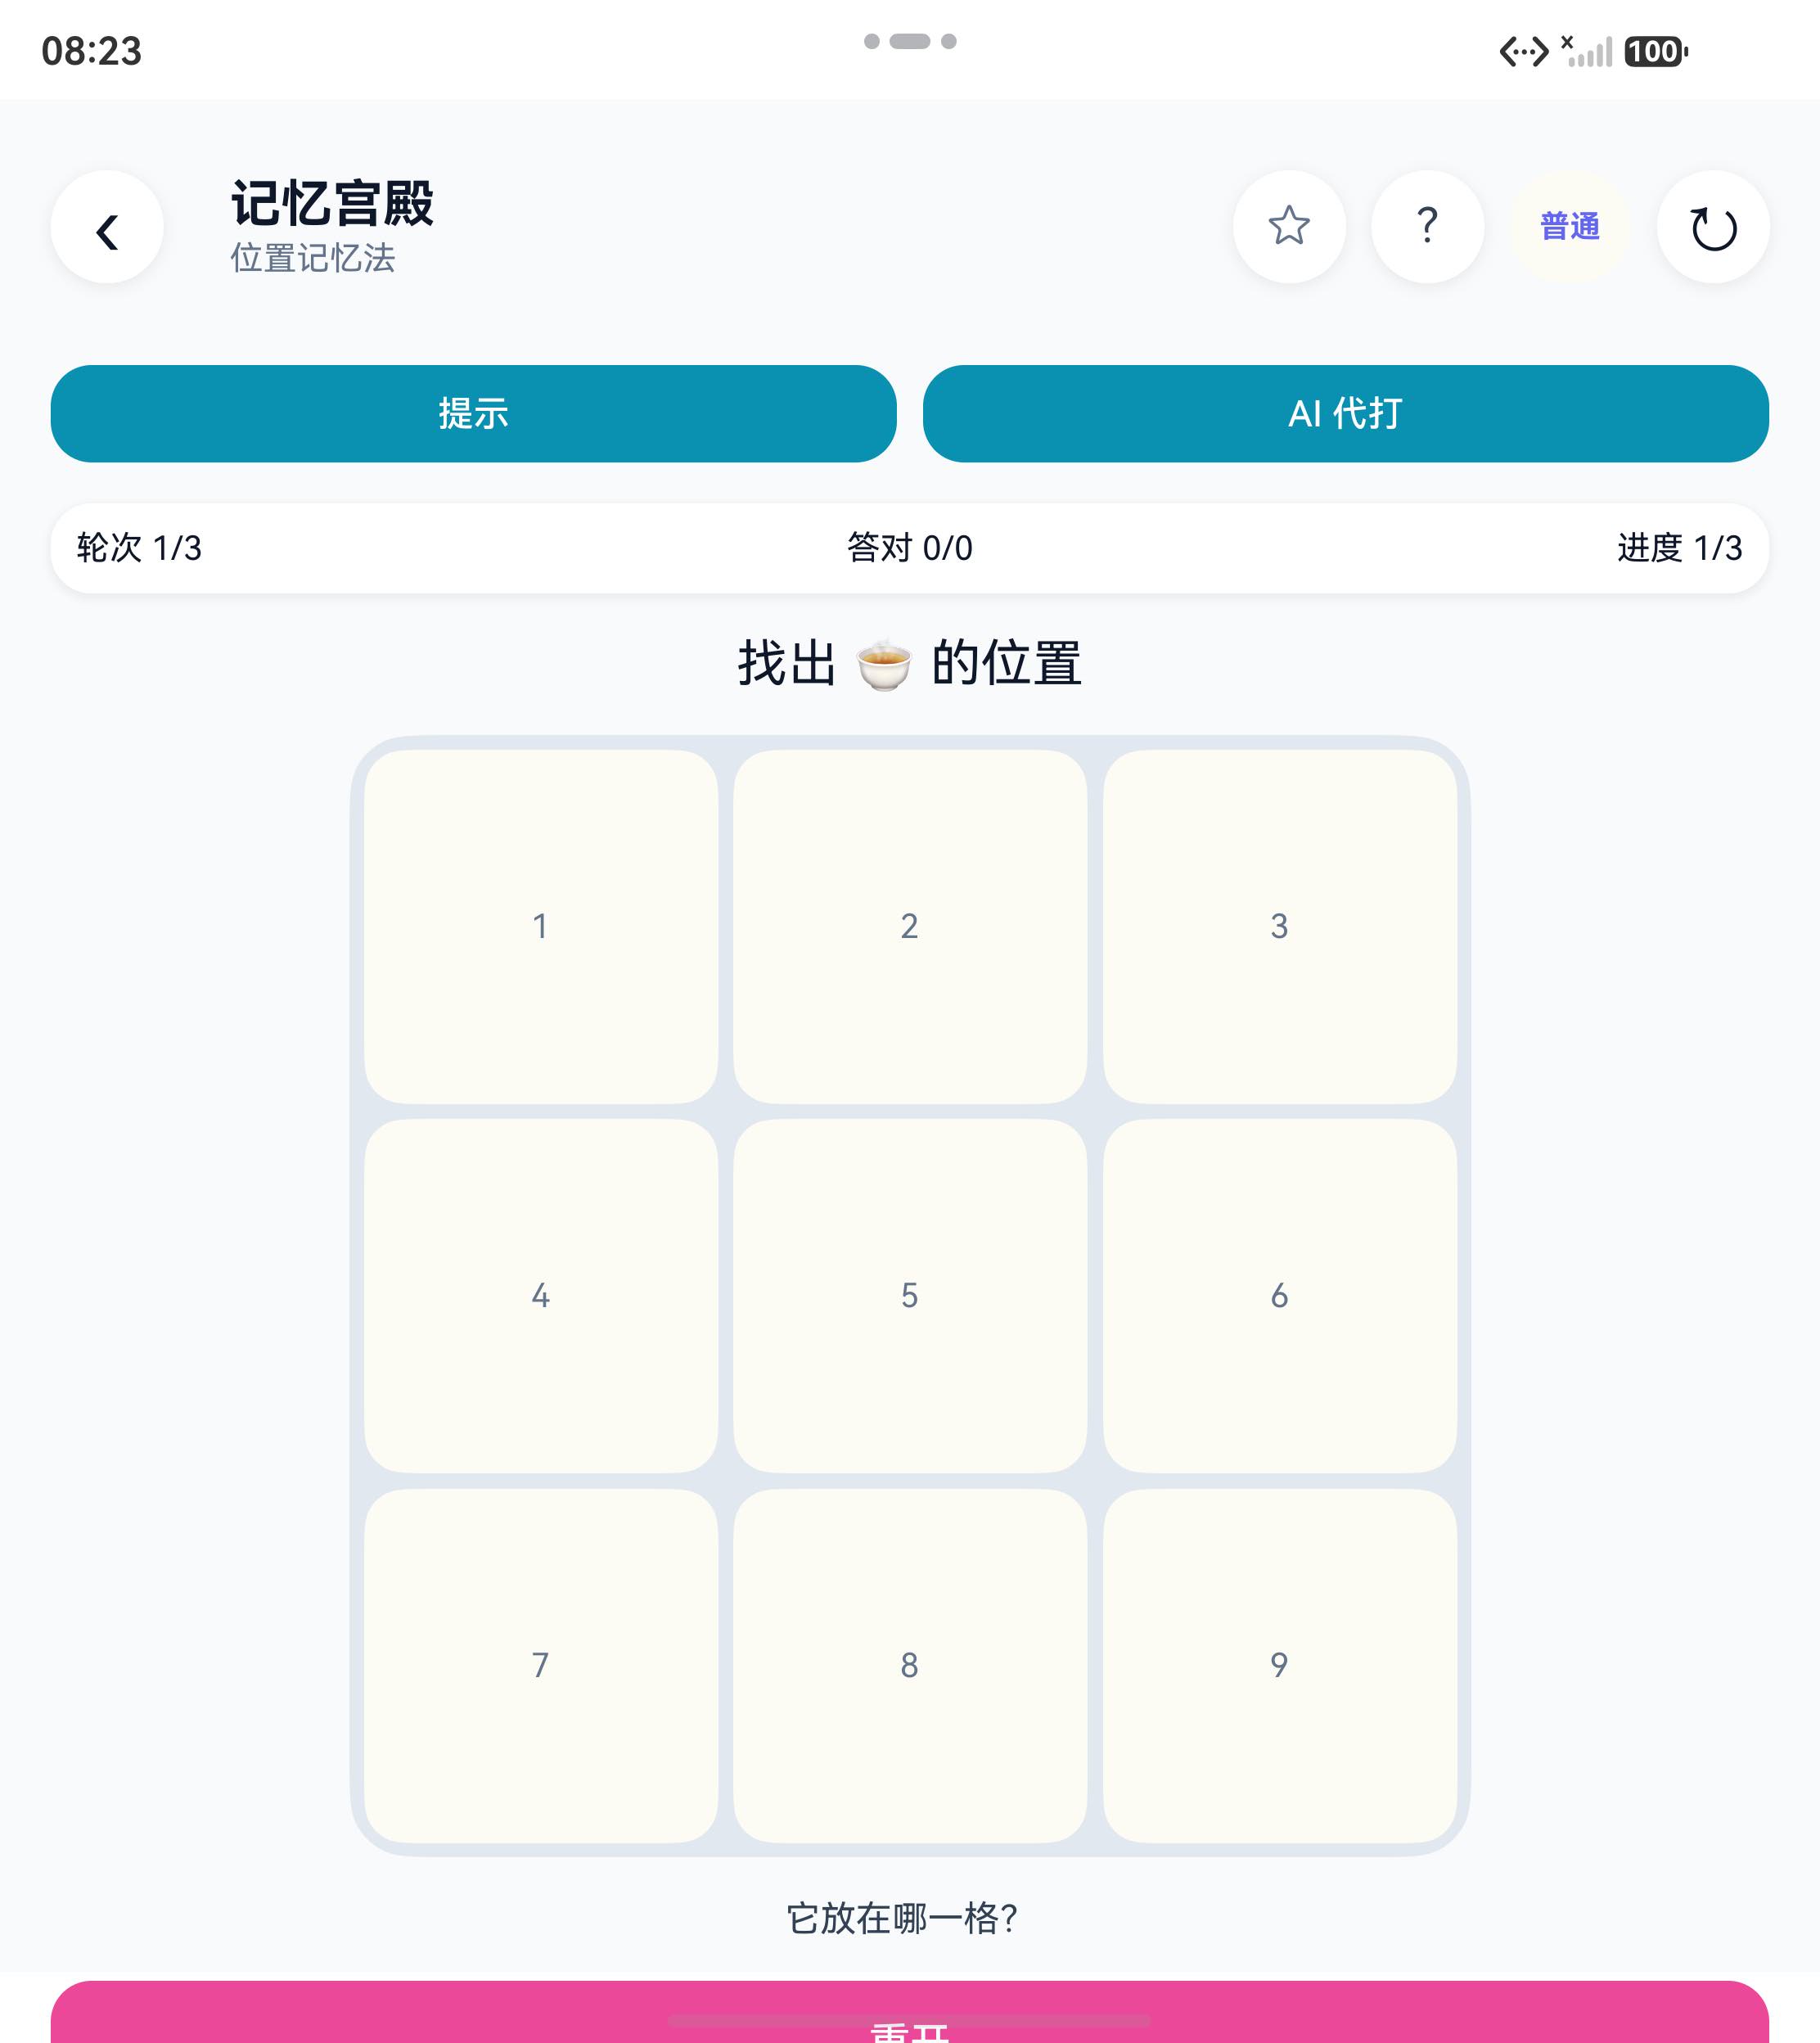 08:23
100
记忆宫殿
位置记忆法
?
普通
提示
AI 代打
轮次 1/3
答对 0/0
进度 1/3
找出 🍵 的位置
1
2
3
4
5
6
7
8
9
它放在哪一格?
重开